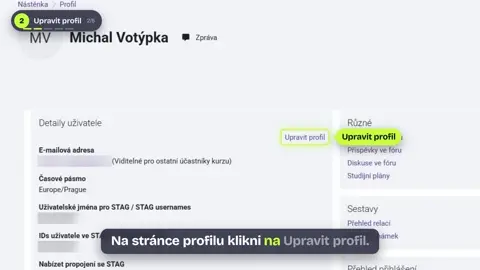 Nástěnka > Profil
2 Upravit profil 2/6
MV Michal Votýpka Zpráva
Detaily uživatele
Upravit profil
Upravit profil
E-mailová adresa
(Viditelné pro ostatní účastníky kurzu)
Časové pásmo
Europe/Prague
Uživatelské jména pro STAG / STAG usernames
IDs uživatele ve STAG
Nabízet propojení se STAG
Různé
Příspěvky ve fóru
Diskuse ve fóru
Studijní plány
Sestavy
Přehled relací
Přehled přihlášení
Na stránce profilu klikni na Upravit profil.